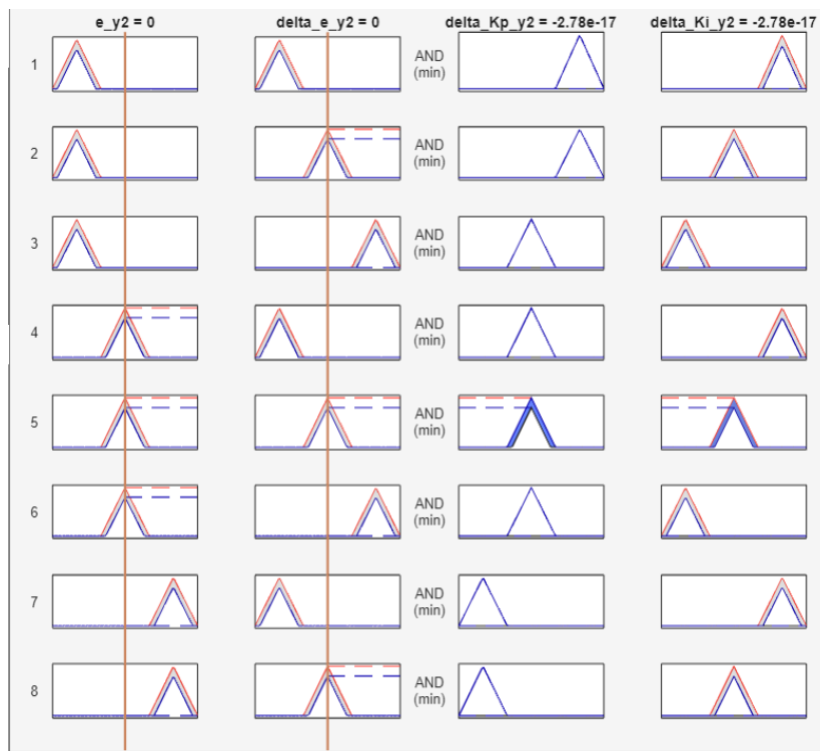 e_y2 = 0 delta_e_y2 = 0 delta_Kp_y2 = -2.78e-17 delta_Ki_y2 = -2.78e-17
1 AND
(min)
2 AND
(min)
3 AND
(min)
4 AND
(min)
5 AND
(min)
6 AND
(min)
7 AND
(min)
8 AND
(min)